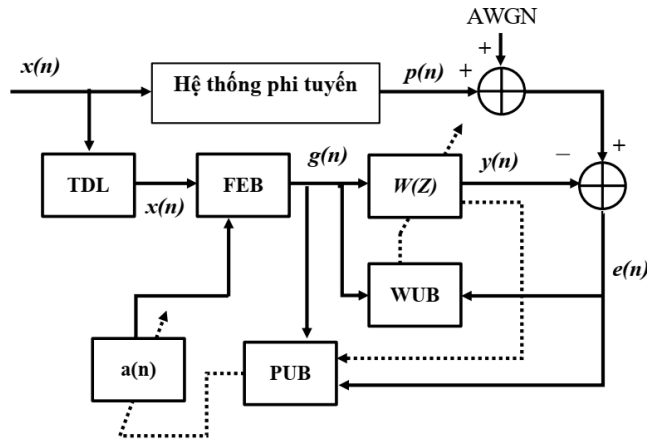 AWGN
x(n)
Hệ thống phi tuyến
p(n)
+
+
TDL
x(n)
FEB
g(n)
W(Z)
y(n)
−
+
WUB
e(n)
a(n)
PUB